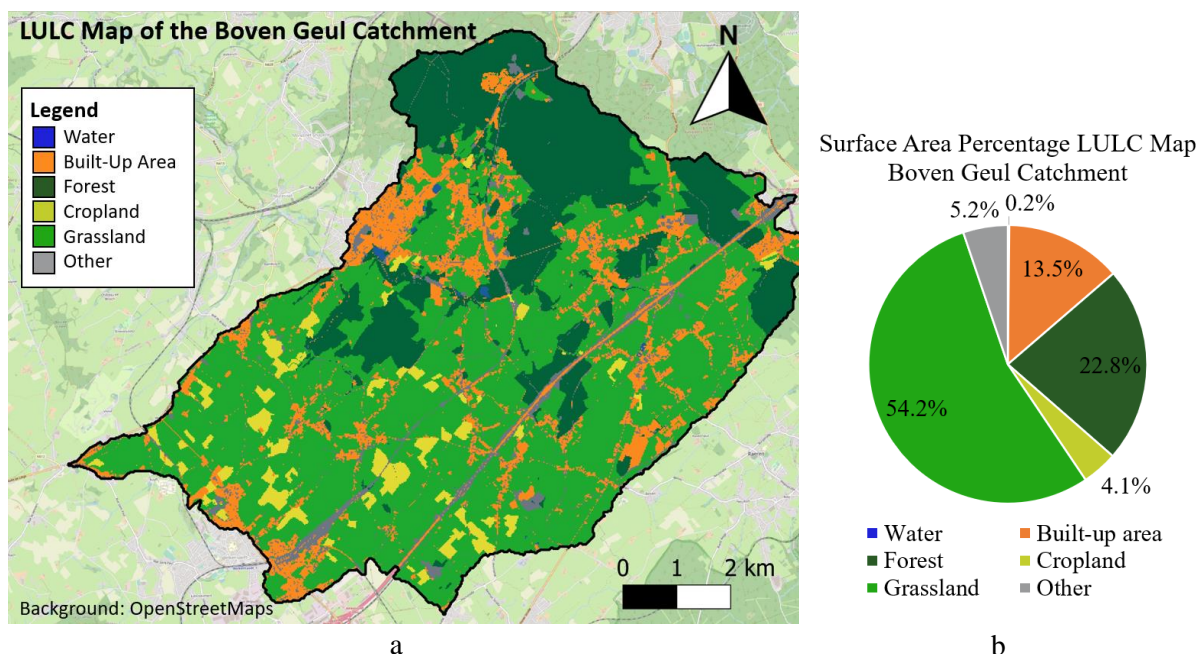 LULC Map of the Boven Geul Catchment
N
Legend
Water
Built-Up Area
Forest
Cropland
Grassland
Other
0 1 2 km
Background: OpenStreetMaps
a
Surface Area Percentage LULC Map
Boven Geul Catchment
5.2%
0.2%
13.5%
22.8%
54.2%
4.1%
Water
Built-up area
Forest
Cropland
Grassland
Other
b